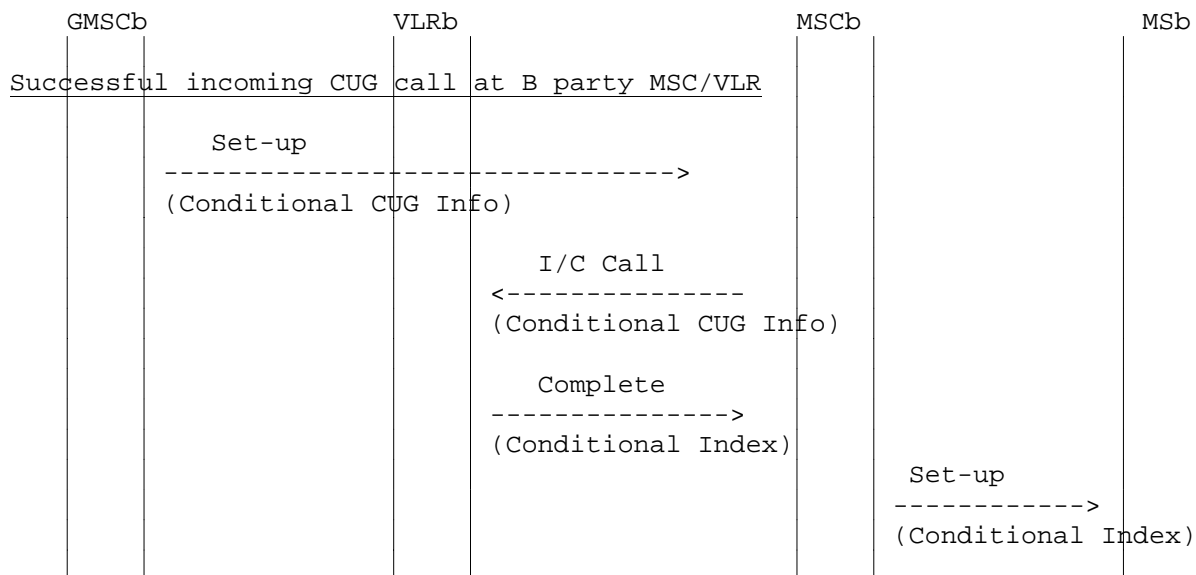 GMSCb VLRb MSCb MSb
Successful incoming CUG call at B party MSC/VLR
Set-up
--------------------------------->
(Conditional CUG Info)
I/C Call
<---------------
(Conditional CUG Info)
Complete
--------------->
(Conditional Index)
Set-up
------------>
(Conditional Index)